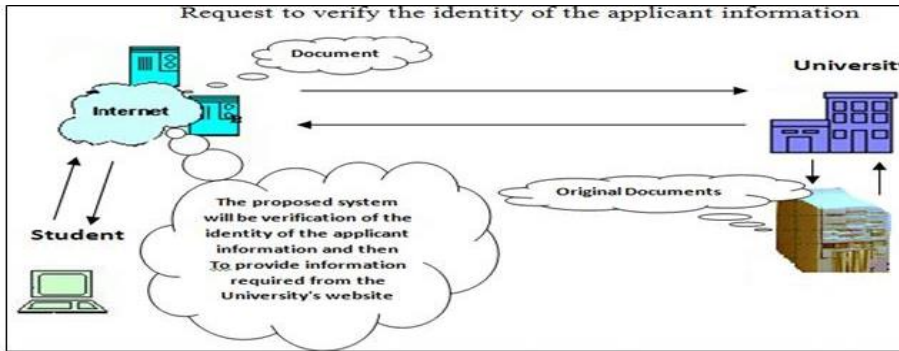 Request to verify the identity of the applicant information
Document
University
Internet
Original Documents
The proposed system
will be verification of the
identity of the applicant
information and then
To provide information
required from the
University's website
Student